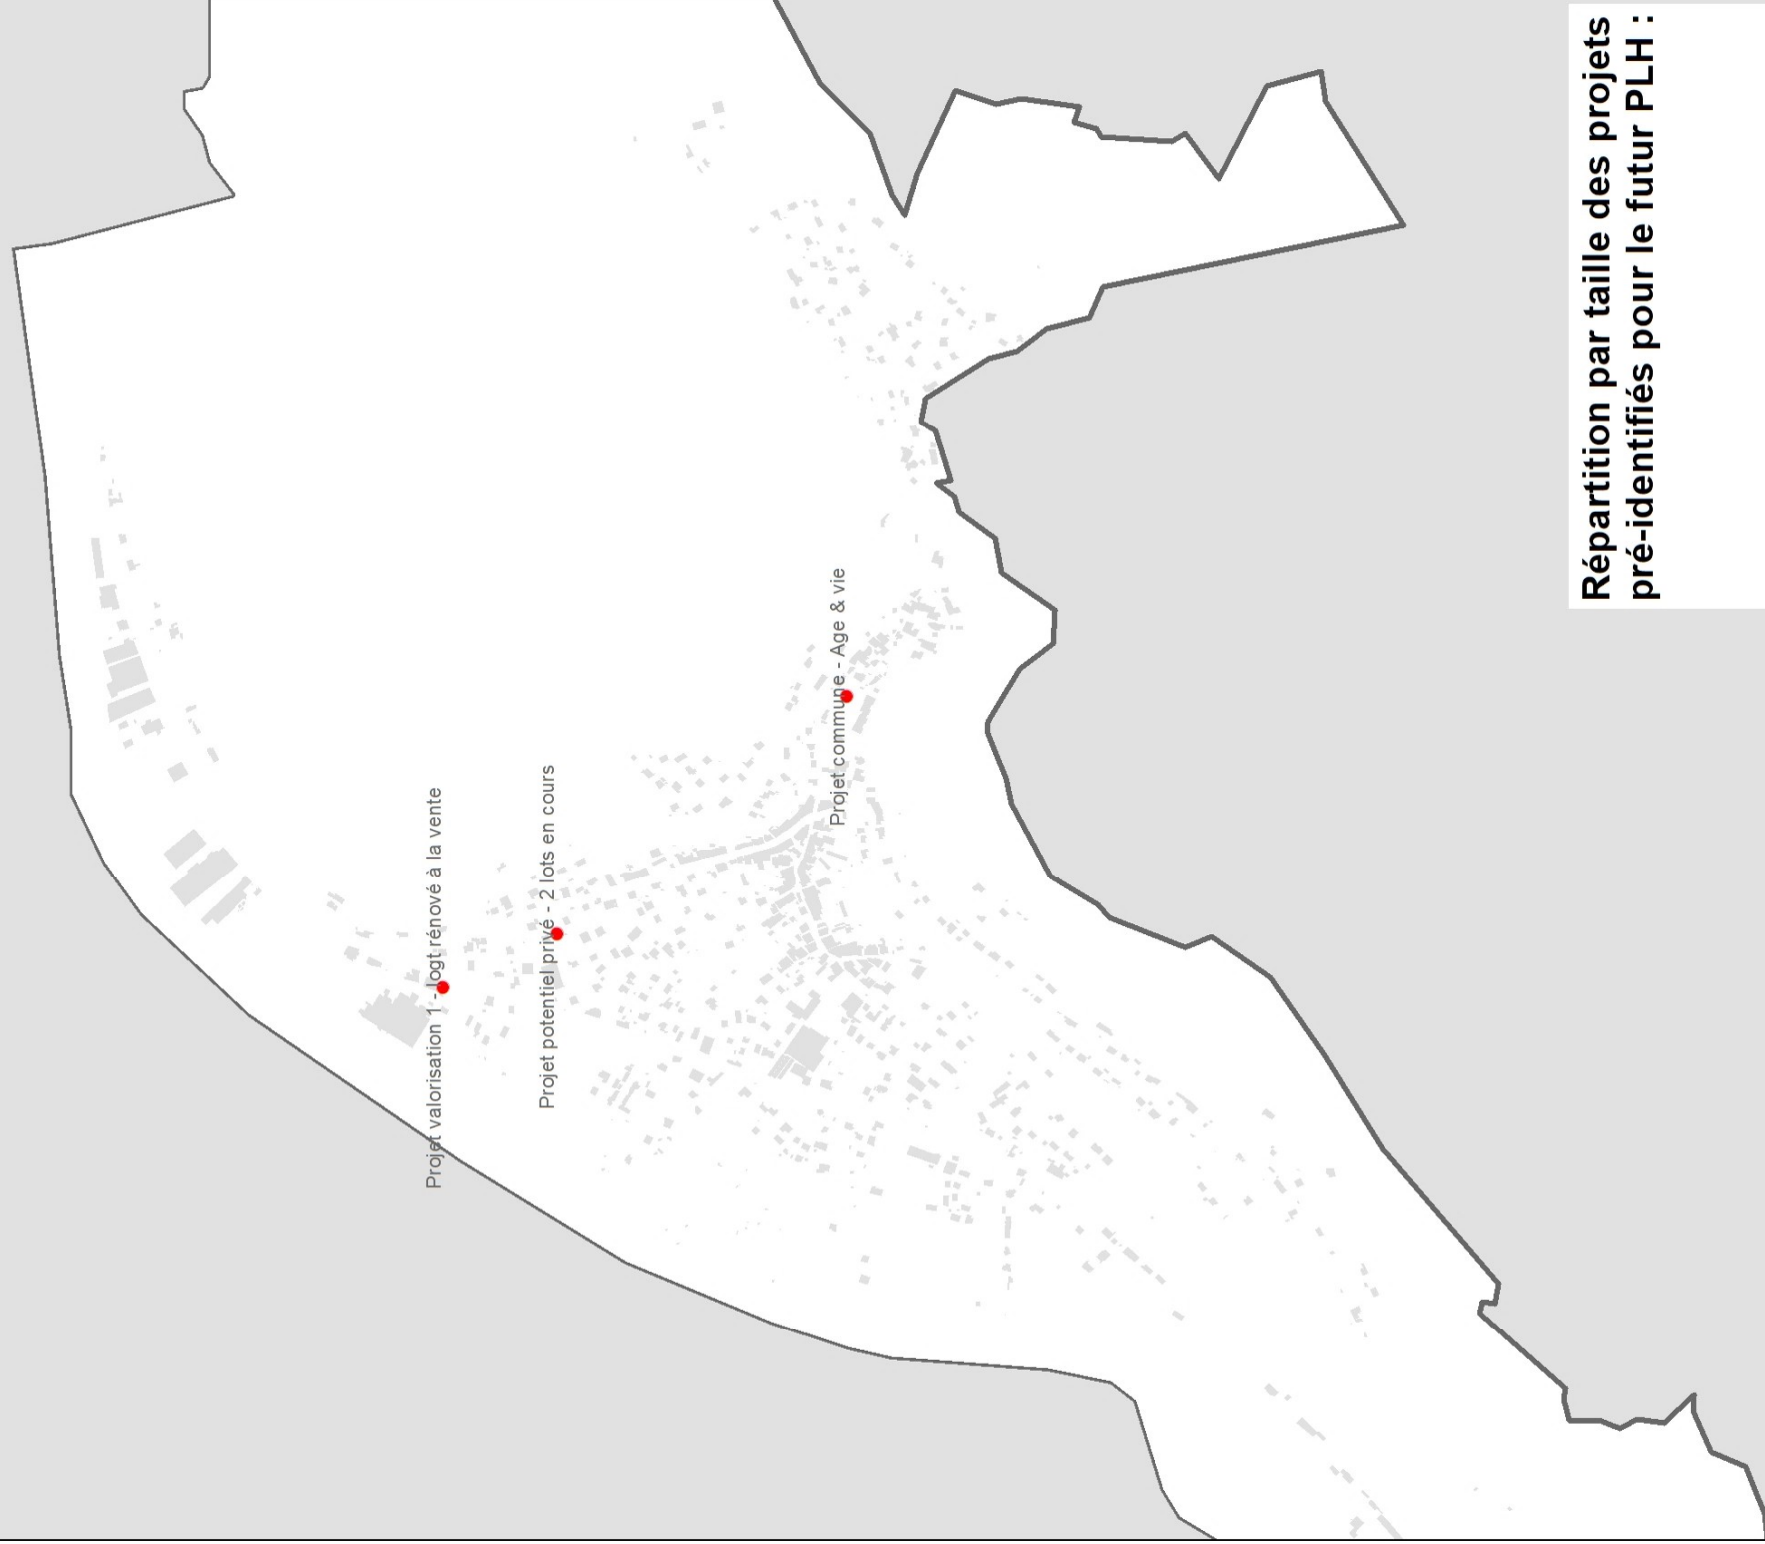 Projet valorisation 1 - logt rénové à la vente
Projet potentiel privé - 2 lots en cours
Projet commune - Age & vie
Répartition par taille des projets
pré-identifiés pour le futur PLH :